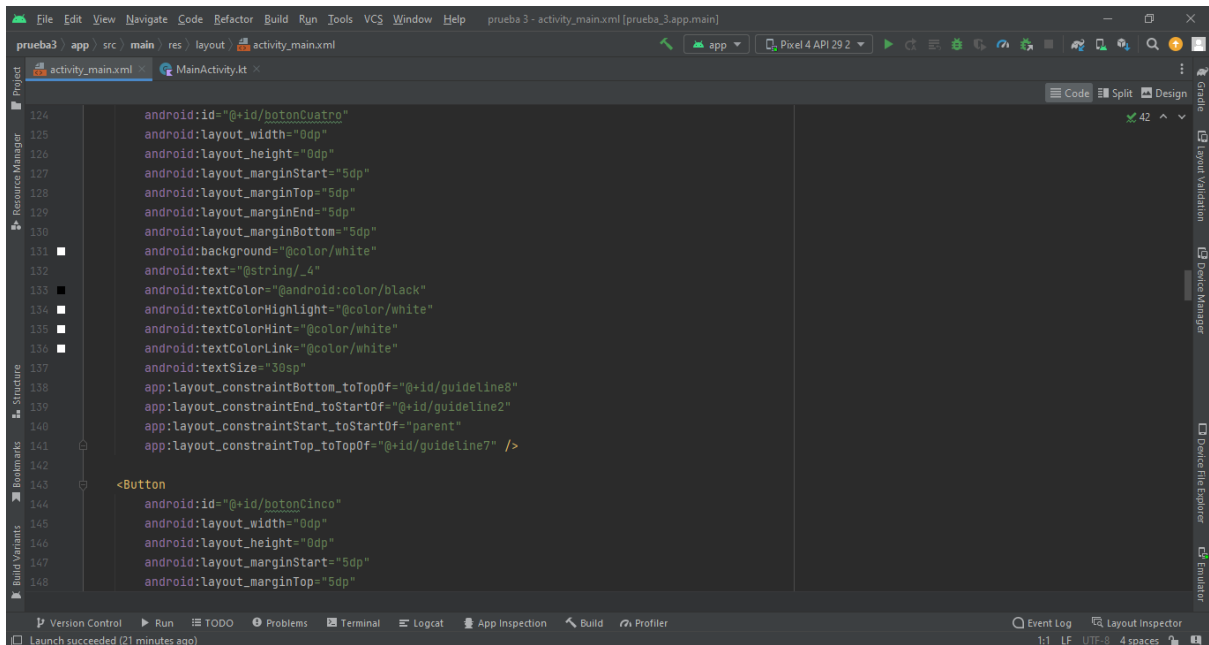 File Edit View Navigate Code Refactor Build Run Tools VCS Window Help prueba 3 - activity_main.xml [prueba_3.app.main]
prueba3 app src main res layout activity_main.xml app Pixel 4 API 29 2
activity_main.xml MainActivity.kt
Code Split Design
42
124 android:id="@+id/botonCuatro"
125 android:layout_width="0dp"
126 android:layout_height="0dp"
127 android:layout_marginStart="5dp"
128 android:layout_marginTop="5dp"
129 android:layout_marginEnd="5dp"
130 android:layout_marginBottom="5dp"
131 android:background="@color/white"
132 android:text="@string/_4"
133 android:textColor="@android:color/black"
134 android:textColorHighlight="@color/white"
135 android:textColorHint="@color/white"
136 android:textColorLink="@color/white"
137 android:textSize="30sp"
138 app:layout_constraintBottom_toTopOf="@+id/guideline8"
139 app:layout_constraintEnd_toStartOf="@+id/guideline2"
140 app:layout_constraintStart_toStartOf="parent"
141 app:layout_constraintTop_toTopOf="@+id/guideline7" />
142
143 <Button
144 android:id="@+id/botonCinco"
145 android:layout_width="0dp"
146 android:layout_height="0dp"
147 android:layout_marginStart="5dp"
148 android:layout_marginTop="5dp"
Project
Resource Manager
Structure
Bookmarks
Build Variants
Gradle
Layout Validation
Device Manager
Device File Explorer
Emulator
Version Control Run TODO Problems Terminal Logcat App Inspection Build Profiler Event Log Layout Inspector
Launch succeeded (21 minutes ago) 1:1 LF UTF-8 4 spaces